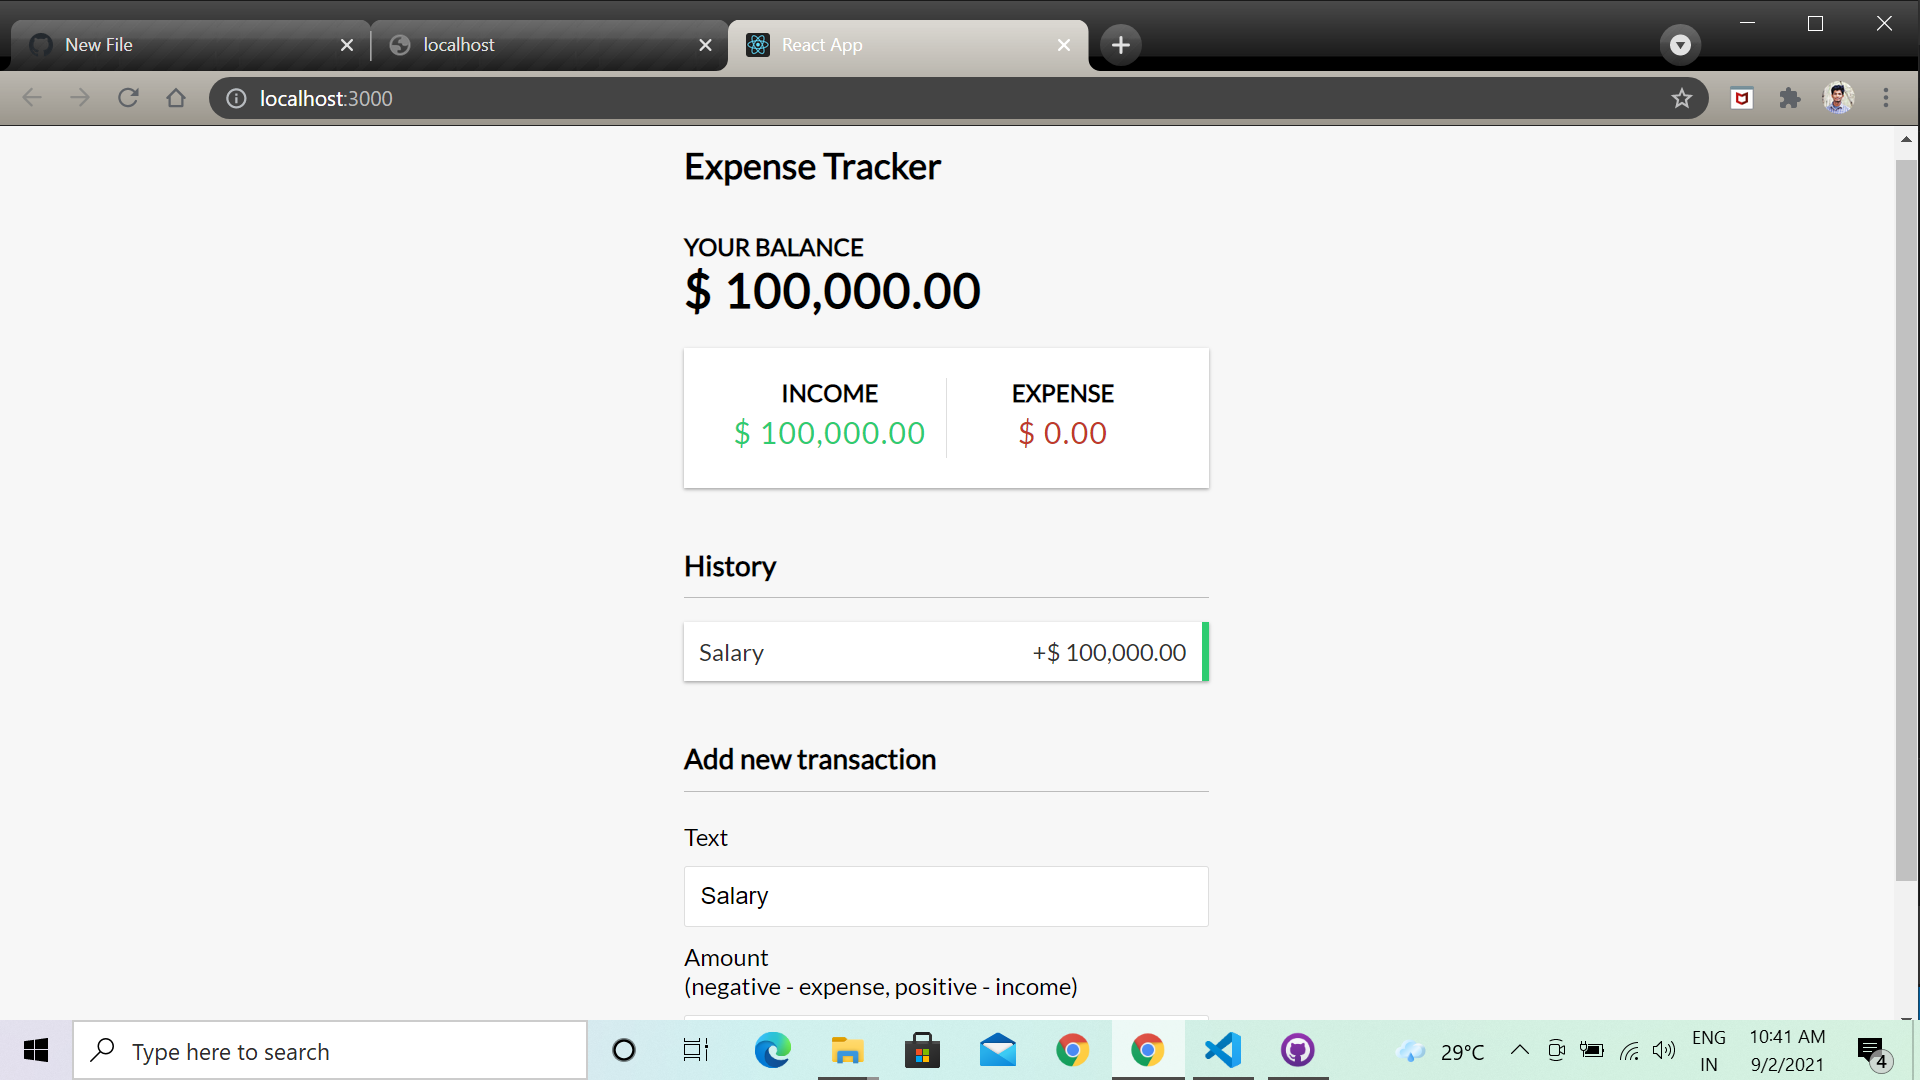 New File
localhost
React App
localhost:3000
Expense Tracker
YOUR BALANCE
$ 100,000.00
INCOME
EXPENSE
$ 100,000.00
$ 0.00
History
Salary
+$ 100,000.00
Add new transaction
Text
Salary
Amount
(negative - expense, positive - income)
Type here to search
29°C
ENG
IN
10:41 AM
9/2/2021
4